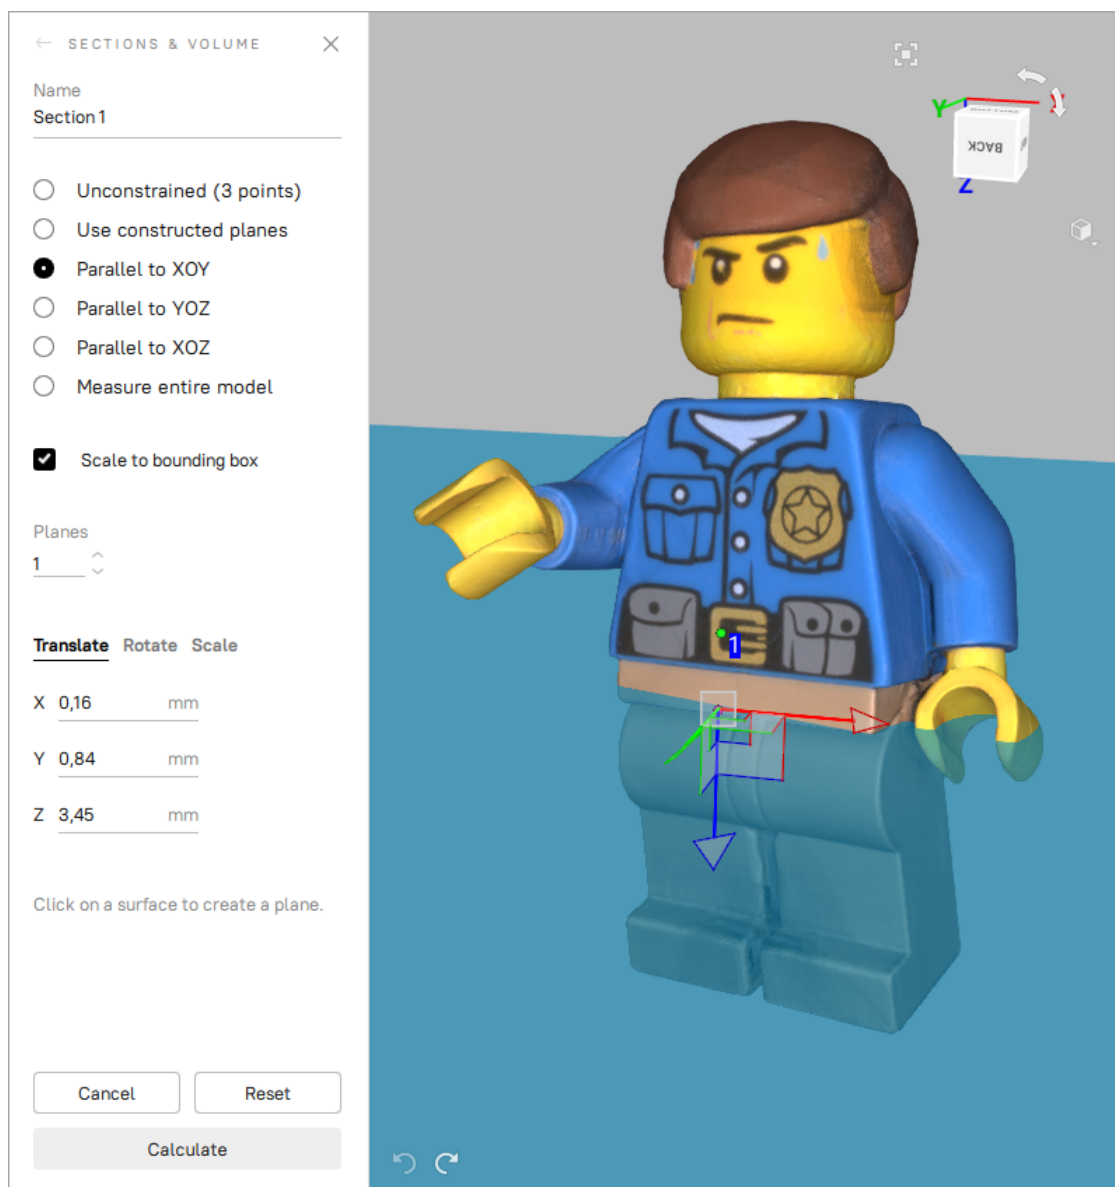 SECTIONS & VOLUME
Name
Section 1
Unconstrained (3 points)
Use constructed planes
Parallel to XOY
Parallel to YOZ
Parallel to XOZ
Measure entire model
Scale to bounding box
Planes
1
Translate Rotate Scale
X 0,16 mm
Y 0,84 mm
Z 3,45 mm
Click on a surface to create a plane.
Cancel Reset
Calculate
Y X
BOTTOM
BACK
Z
1